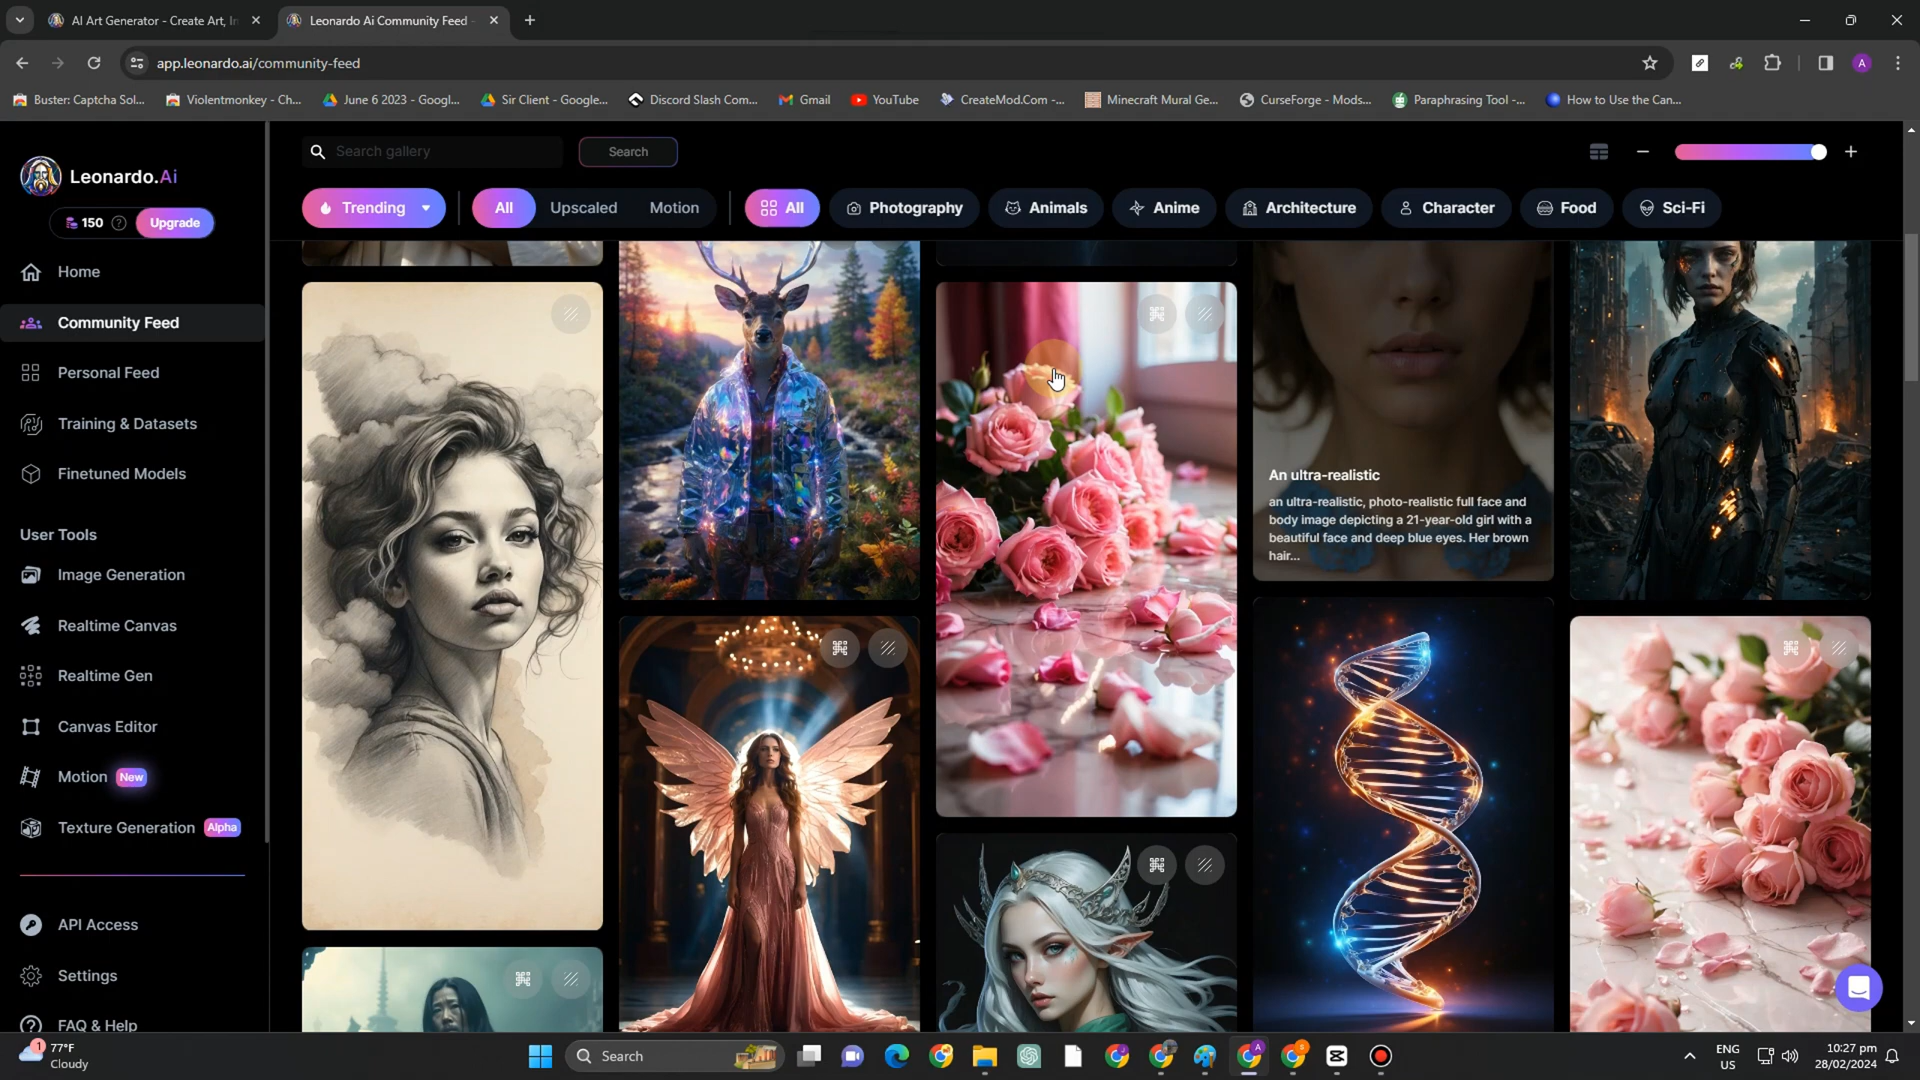 AI Art Generator - Create Art, In
Leonardo Ai Community Feed -
app.leonardo.ai/community-feed
A
Buster: Captcha Sol...
Violentmonkey - Ch...
June 6 2023 - Googl...
Sir Client - Google...
Discord Slash Com...
Gmail
YouTube
CreateMod.Com -...
Minecraft Mural Ge...
CurseForge - Mods...
Paraphrasing Tool -...
How to Use the Can...
Leonardo.Ai
150
?
Upgrade
Home
Community Feed
Personal Feed
Training & Datasets
Finetuned Models
User Tools
Image Generation
Realtime Canvas
Realtime Gen
Canvas Editor
Motion New
Texture Generation Alpha
API Access
Settings
FAQ & Help
Search gallery
Search
Trending
All
Upscaled
Motion
All
Photography
Animals
Anime
Architecture
Character
Food
Sci-Fi
An ultra-realistic
an ultra-realistic, photo-realistic full face and
body image depicting a 21-year-old girl with a
beautiful face and deep blue eyes. Her brown
hair...
1
77°F
Cloudy
Search
ENG
US
10:27 pm
28/02/2024